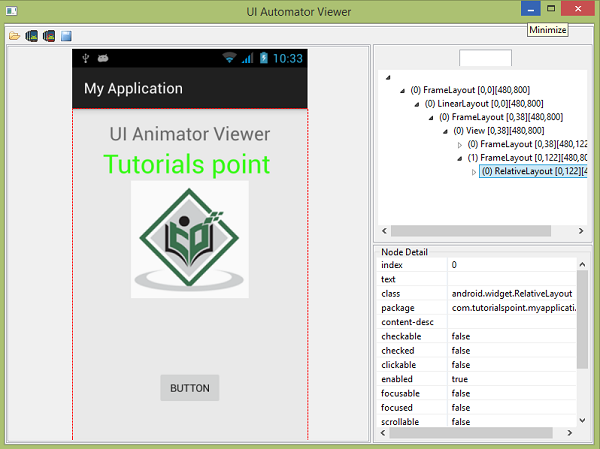 UI Automator Viewer
Minimize
10:33
My Application
UI Animator Viewer
Tutorials point
BUTTON
(0) FrameLayout [0,0][480,800]
(0) LinearLayout [0,0][480,800]
(0) FrameLayout [0,38][480,800]
(0) View [0,38][480,800]
(0) FrameLayout [0,38][480,122
(1) FrameLayout [0,122][480,80
(0) RelativeLayout [0,122][4
Node Detail
index 0
text
class android.widget.RelativeLayout
package com.tutorialspoint.myapplicati.
content-desc
checkable false
checked false
clickable false
enabled true
focusable false
focused false
scrollable false